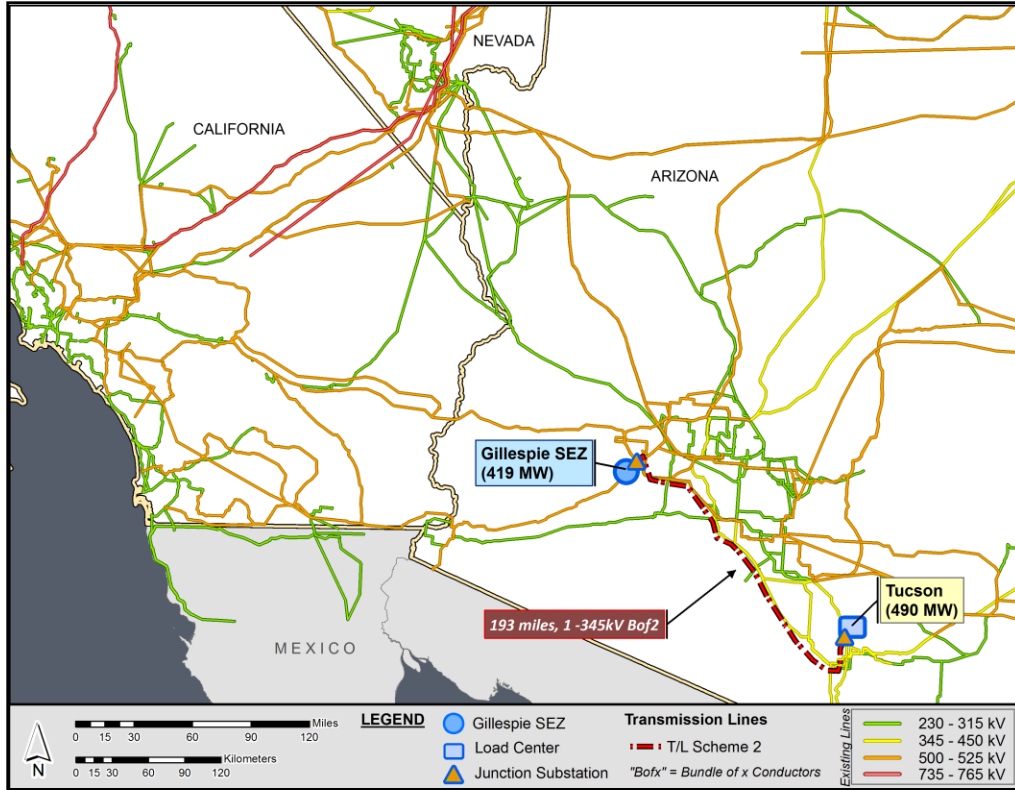 NEVADA
CALIFORNIA
ARIZONA
Gillespie SEZ
(419 MW)
Tucson
(490 MW)
193 miles, 1 -345kV Bof2
MEXICO
N
Miles
0 15 30 60 90 120
Kilometers
0 15 30 60 90 120
LEGEND
Gillespie SEZ
Load Center
Junction Substation
Transmission Lines
T/L Scheme 2
"Bofx" = Bundle of x Conductors
Existing Lines
230 - 315 kV
345 - 450 kV
500 - 525 kV
735 - 765 kV